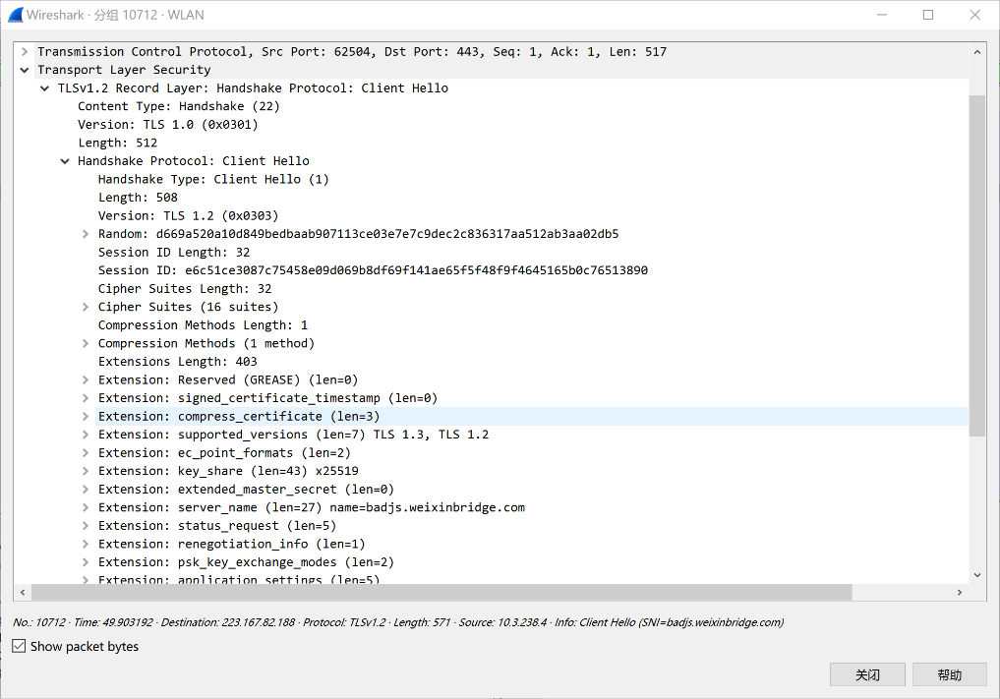 Wireshark · 分组 10712 · WLAN
Transmission Control Protocol, Src Port: 62504, Dst Port: 443, Seq: 1, Ack: 1, Len: 517
Transport Layer Security
TLSv1.2 Record Layer: Handshake Protocol: Client Hello
Content Type: Handshake (22)
Version: TLS 1.0 (0x0301)
Length: 512
Handshake Protocol: Client Hello
Handshake Type: Client Hello (1)
Length: 508
Version: TLS 1.2 (0x0303)
Random: d669a520a10d849bedbaab907113ce03e7e7c9dec2c836317aa512ab3aa02db5
Session ID Length: 32
Session ID: e6c51ce3087c75458e09d069b8df69f141ae65f5f48f9f4645165b0c76513890
Cipher Suites Length: 32
Cipher Suites (16 suites)
Compression Methods Length: 1
Compression Methods (1 method)
Extensions Length: 403
Extension: Reserved (GREASE) (len=0)
Extension: signed_certificate_timestamp (len=0)
Extension: compress_certificate (len=3)
Extension: supported_versions (len=7) TLS 1.3, TLS 1.2
Extension: ec_point_formats (len=2)
Extension: key_share (len=43) x25519
Extension: extended_master_secret (len=0)
Extension: server_name (len=27) name=badjs.weixinbridge.com
Extension: status_request (len=5)
Extension: renegotiation_info (len=1)
Extension: psk_key_exchange_modes (len=2)
Extension: application_settings (len=5)
No.: 10712 · Time: 49.903192 · Destination: 223.167.82.188 · Protocol: TLSv1.2 · Length: 571 · Source: 10.3.238.4 · Info: Client Hello (SNI=badjs.weixinbridge.com)
Show packet bytes
关闭
帮助